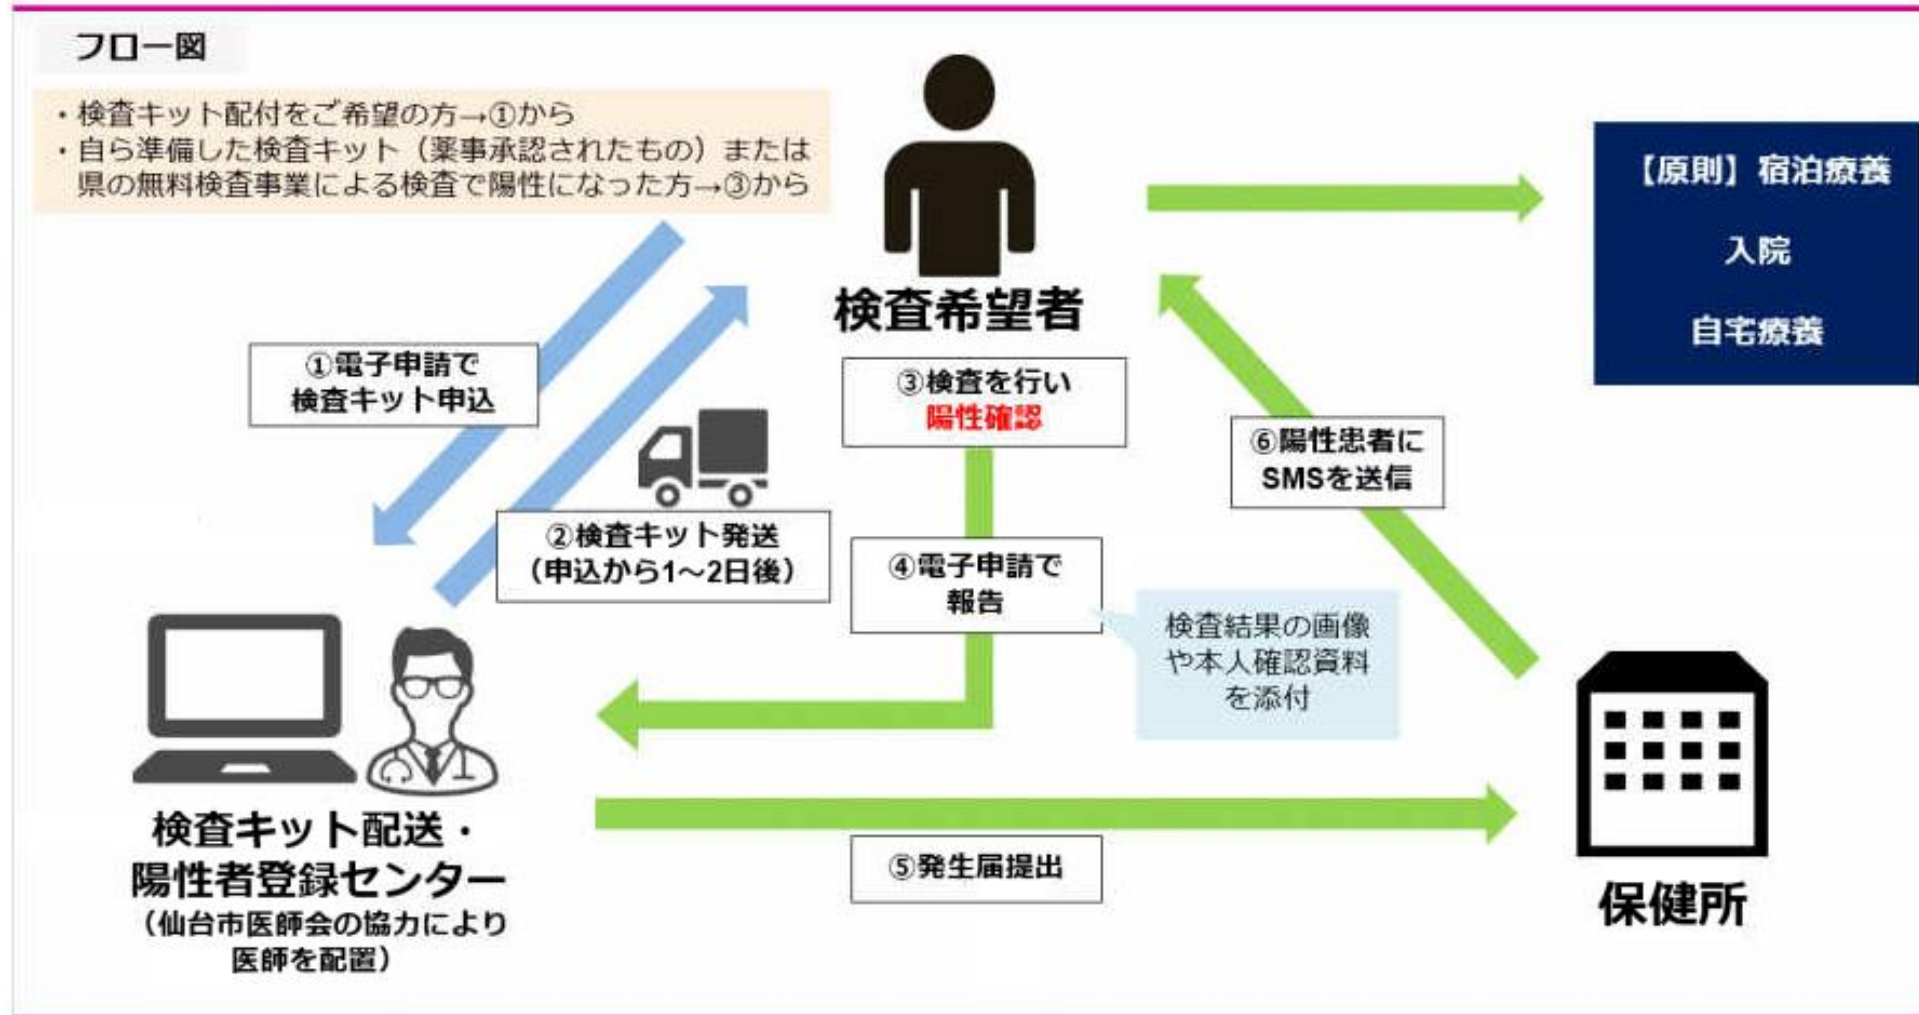 フロー図
・検査キット配付をご希望の方→①から
・自ら準備した検査キット（薬事承認されたもの）または
県の無料検査事業による検査で陽性になった方→③から
検査希望者
【原則】宿泊療養
入院
自宅療養
①電子申請で
検査キット申込
②検査キット発送
（申込から1～2日後）
③検査を行い
陽性確認
④電子申請で
報告
検査結果の画像
や本人確認資料
を添付
⑥陽性患者に
SMSを送信
検査キット配送・
陽性者登録センター
（仙台市医師会の協力により
医師を配置）
⑤発生届提出
保健所